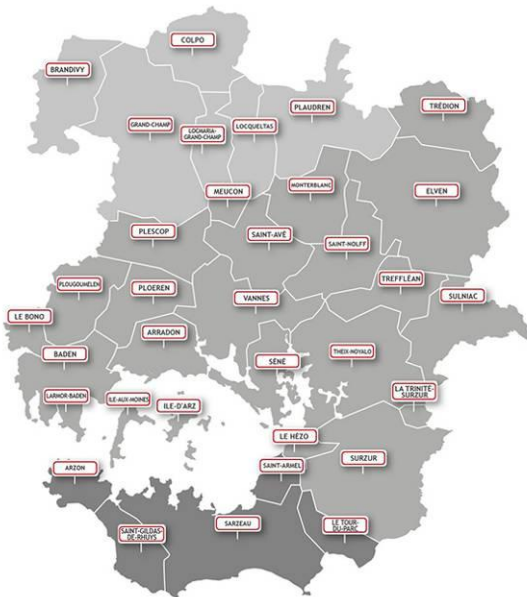 COLPO
BRANDIVY
TRÉDION
PLAUDREN
GRAND-CHAMP
LOCMARIA-
GRAND-CHAMP
LOCQUELTAS
ELVEN
MONTERBLANC
MEUCON
PLESCOP
SAINT-AVÉ
SAINT-NOLFF
TREFFLÉAN
PLOUGOUMELEN
PLOEREN
SULNIAC
VANNES
LE BONO
ARRADON
BADEN
SÉNÉ
THEIX-NOYALO
LARMOR-BADEN
ILE-AUX-MOINES
ILE-D'ARZ
LA TRINITÉ-
SURZUR
LE HÉZO
SURZUR
ARZON
SAINT-ARMEL
SAINT-GILDAS-
DE-RHUYS
SARZEAU
LE TOUR-
DU-PARC